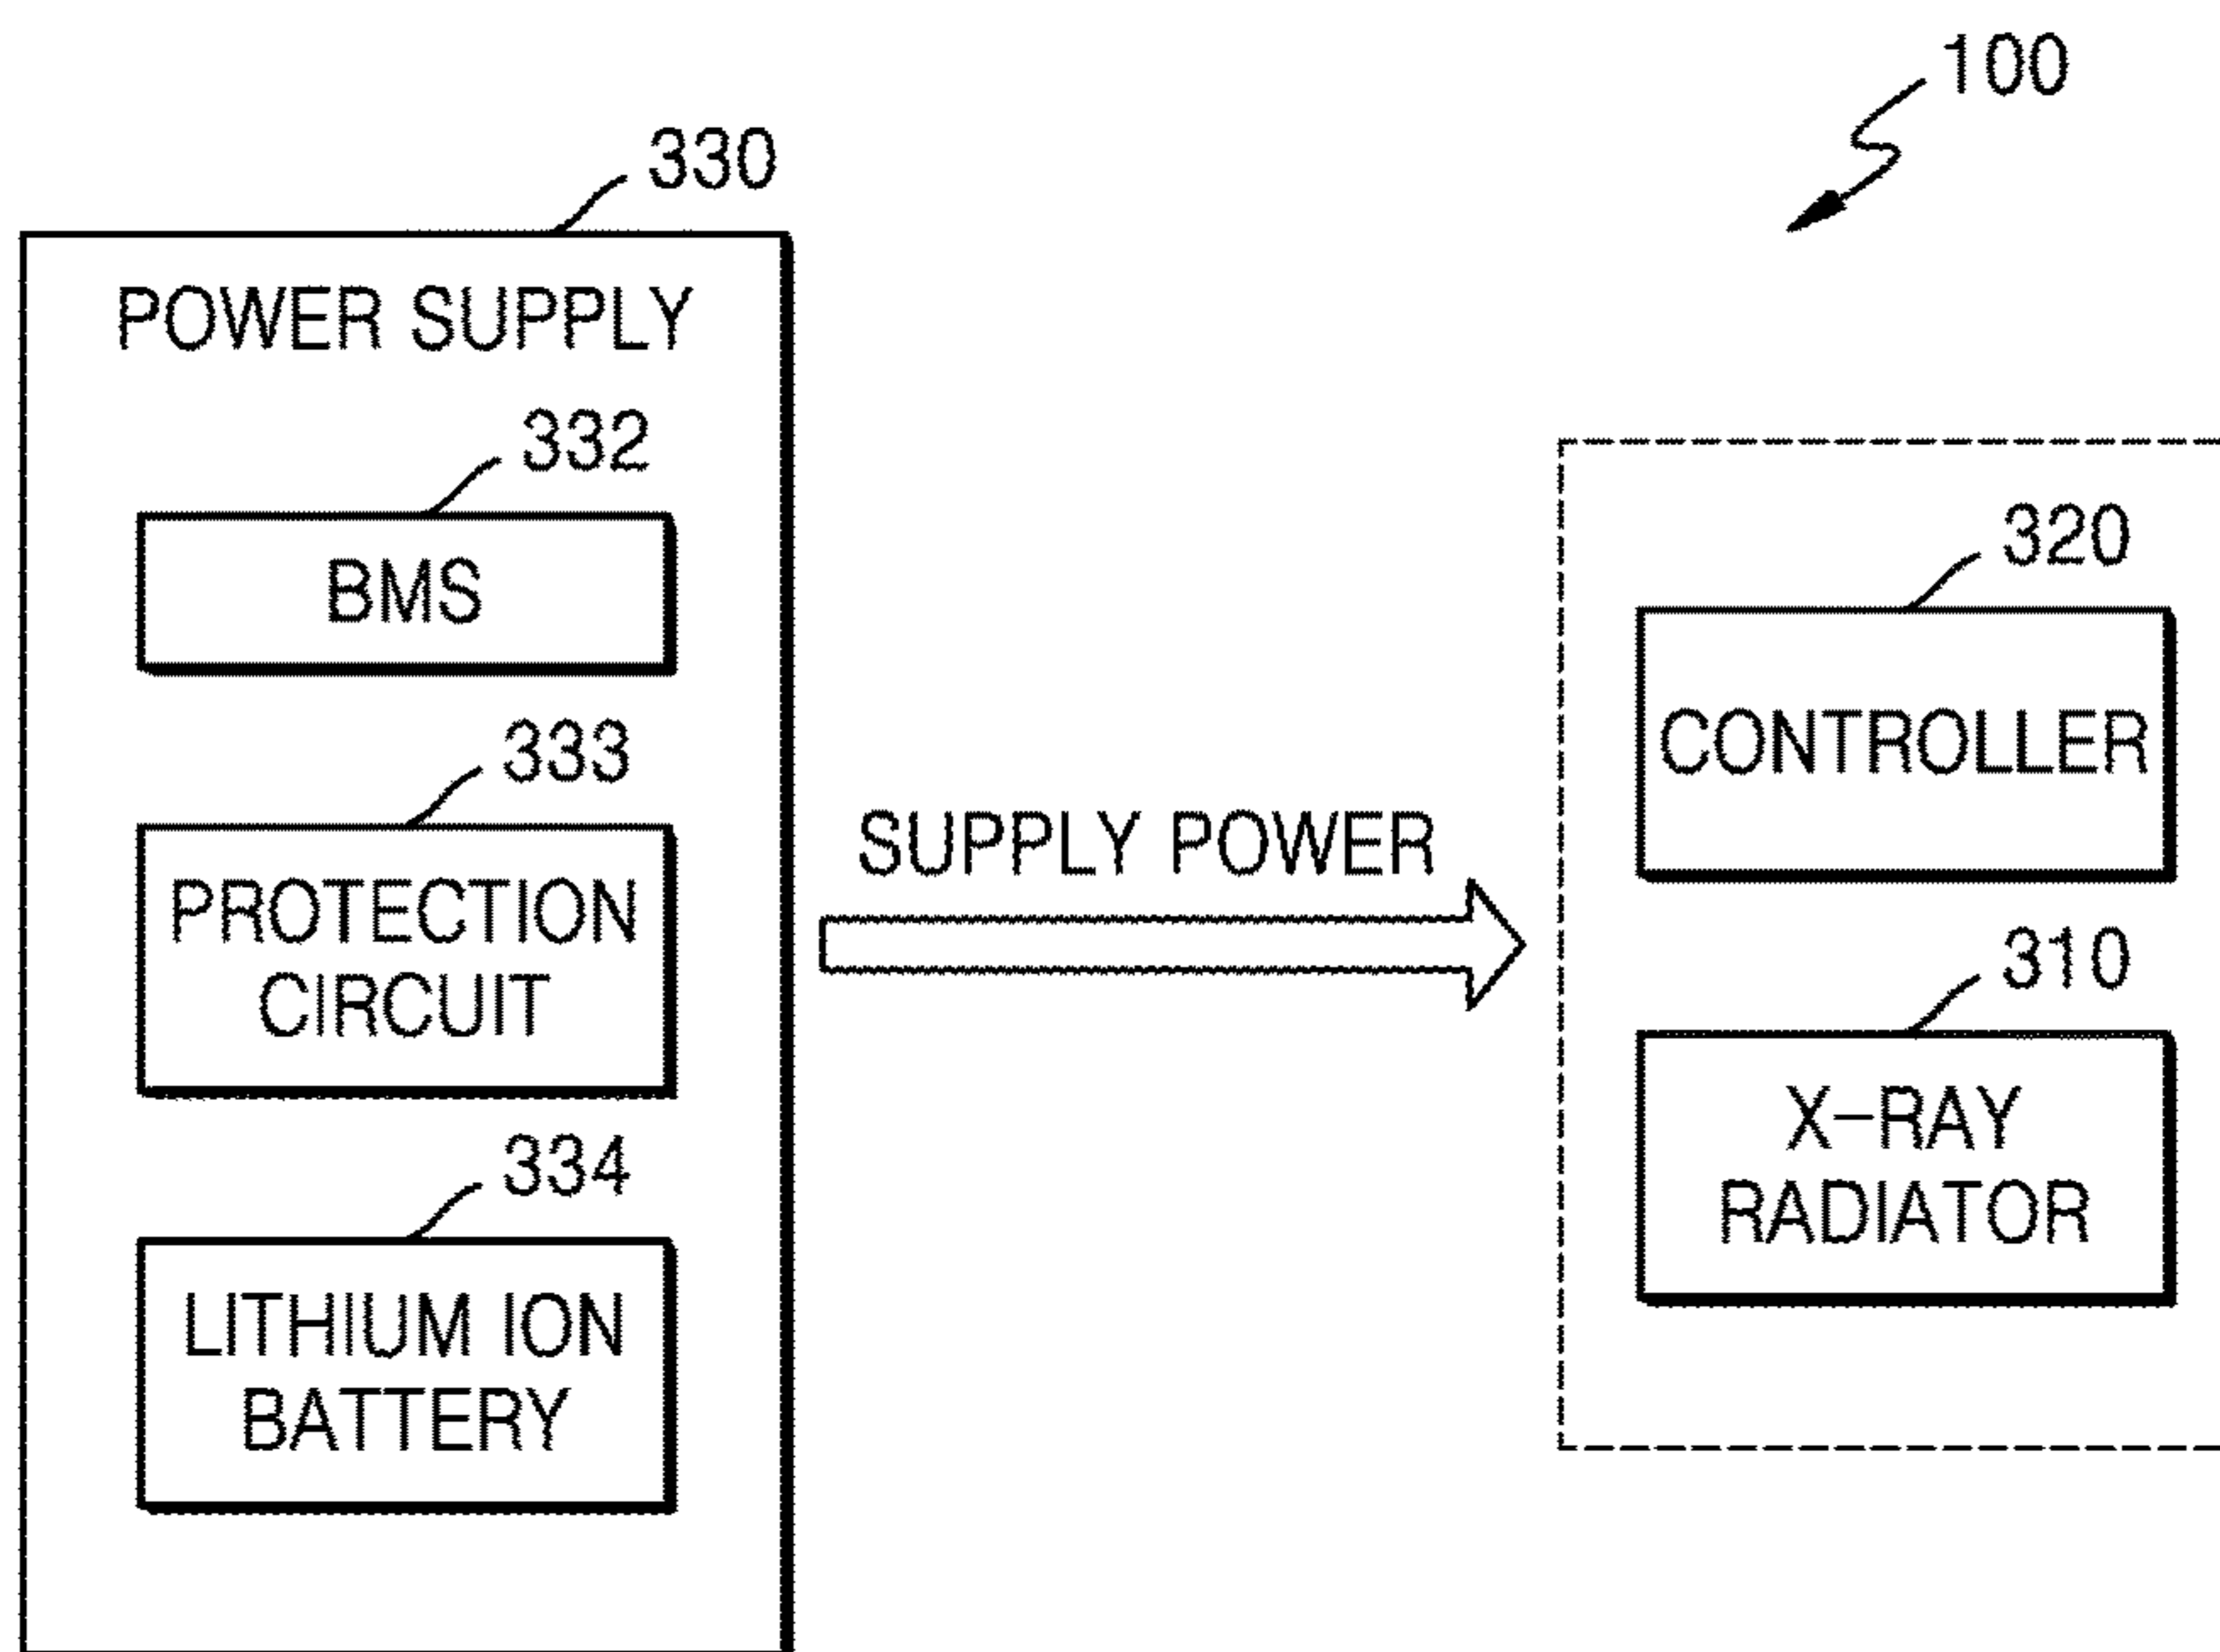 100
330
POWER SUPPLY
332
BMS
333
PROTECTION
CIRCUIT
334
LITHIUM ION
BATTERY
SUPPLY POWER
320
CONTROLLER
310
X-RAY
RADIATOR